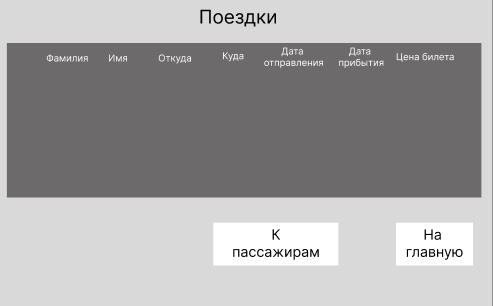 Поездки
Фамилия Имя Откуда Куда Дата отправления Дата прибытия Цена билета
К
пассажирам
На
главную